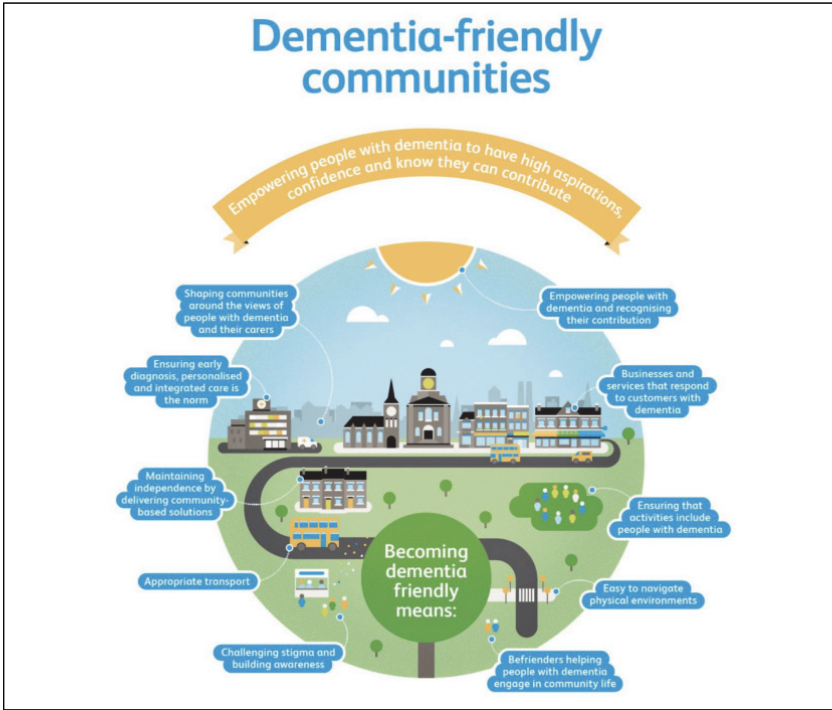 Dementia-friendly
communities
Empowering people with dementia to have high aspirations,
confidence and know they can contribute
Shaping communities
around the views of
people with dementia
and their carers
Empowering people with
dementia and recognising
their contribution
Ensuring early
diagnosis, personalised
and integrated care is
the norm
Businesses and
services that respond
to customers with
dementia
Maintaining
independence by
delivering community-
based solutions
Ensuring that
activities include
people with dementia
Becoming
dementia
friendly
means:
Appropriate transport
Easy to navigate
physical environments
Challenging stigma and
building awareness
Befrienders helping
people with dementia
engage in community life